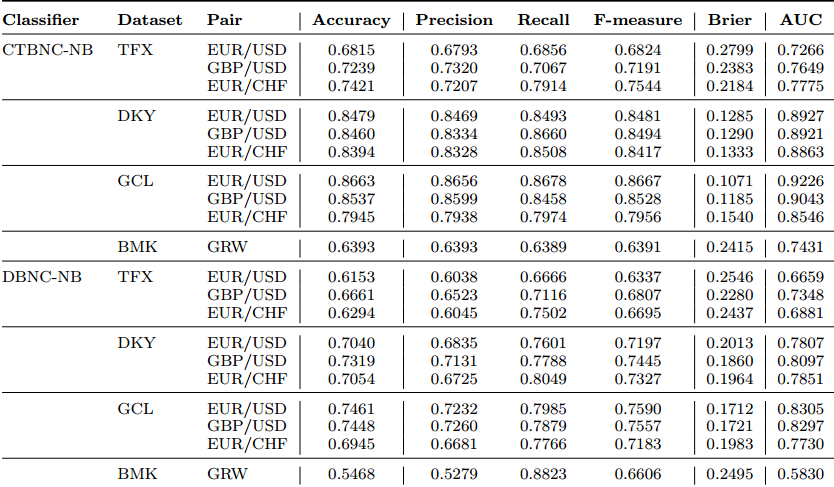 Classifier Dataset Pair Accuracy Precision Recall F-measure Brier AUC
CTBNC-NB TFX EUR/USD 0.6815 0.6793 0.6856 0.6824 0.2799 0.7266
GBP/USD 0.7239 0.7320 0.7067 0.7191 0.2383 0.7649
EUR/CHF 0.7421 0.7207 0.7914 0.7544 0.2184 0.7775
DKY EUR/USD 0.8479 0.8469 0.8493 0.8481 0.1285 0.8927
GBP/USD 0.8460 0.8334 0.8660 0.8494 0.1290 0.8921
EUR/CHF 0.8394 0.8328 0.8508 0.8417 0.1333 0.8863
GCL EUR/USD 0.8663 0.8656 0.8678 0.8667 0.1071 0.9226
GBP/USD 0.8537 0.8599 0.8458 0.8528 0.1185 0.9043
EUR/CHF 0.7945 0.7938 0.7974 0.7956 0.1540 0.8546
BMK GRW 0.6393 0.6393 0.6389 0.6391 0.2415 0.7431
DBNC-NB TFX EUR/USD 0.6153 0.6038 0.6666 0.6337 0.2546 0.6659
GBP/USD 0.6661 0.6523 0.7116 0.6807 0.2280 0.7348
EUR/CHF 0.6294 0.6045 0.7502 0.6695 0.2437 0.6881
DKY EUR/USD 0.7040 0.6835 0.7601 0.7197 0.2013 0.7807
GBP/USD 0.7319 0.7131 0.7788 0.7445 0.1860 0.8097
EUR/CHF 0.7054 0.6725 0.8049 0.7327 0.1964 0.7851
GCL EUR/USD 0.7461 0.7232 0.7985 0.7590 0.1712 0.8305
GBP/USD 0.7448 0.7260 0.7879 0.7557 0.1721 0.8297
EUR/CHF 0.6945 0.6681 0.7766 0.7183 0.1983 0.7730
BMK GRW 0.5468 0.5279 0.8823 0.6606 0.2495 0.5830